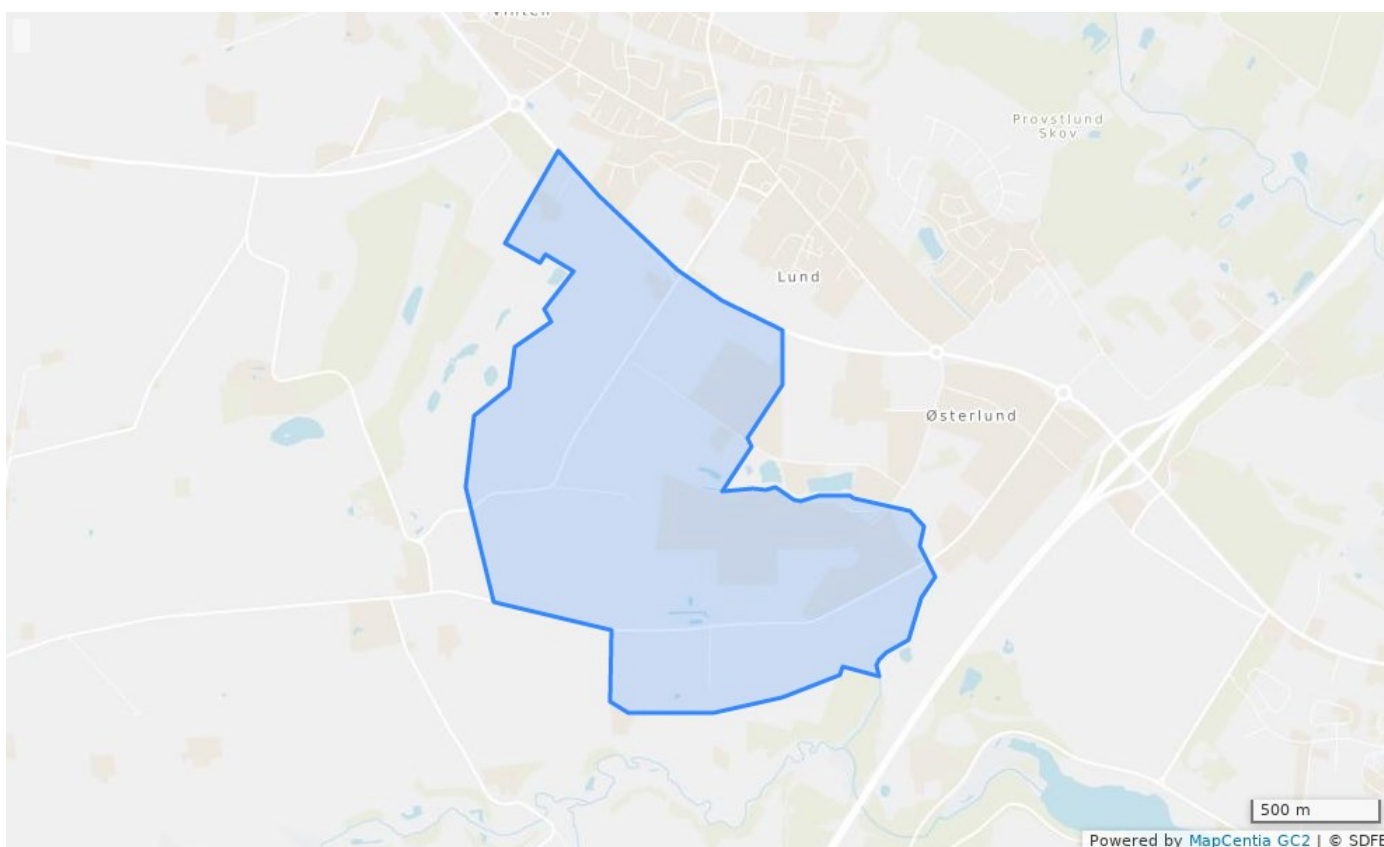 Provstlund
Skov
Lund
Østerlund
500 m
Powered by MapCentia GC2 | © SDFE